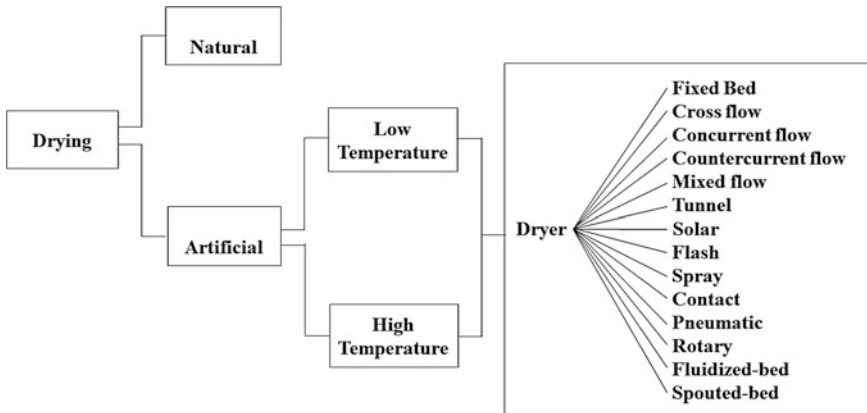 Natural
Drying
Artificial
Low
Temperature
High
Temperature
Dryer
Fixed Bed
Cross flow
Concurrent flow
Countercurrent flow
Mixed flow
Tunnel
Solar
Flash
Spray
Contact
Pneumatic
Rotary
Fluidized-bed
Spouted-bed